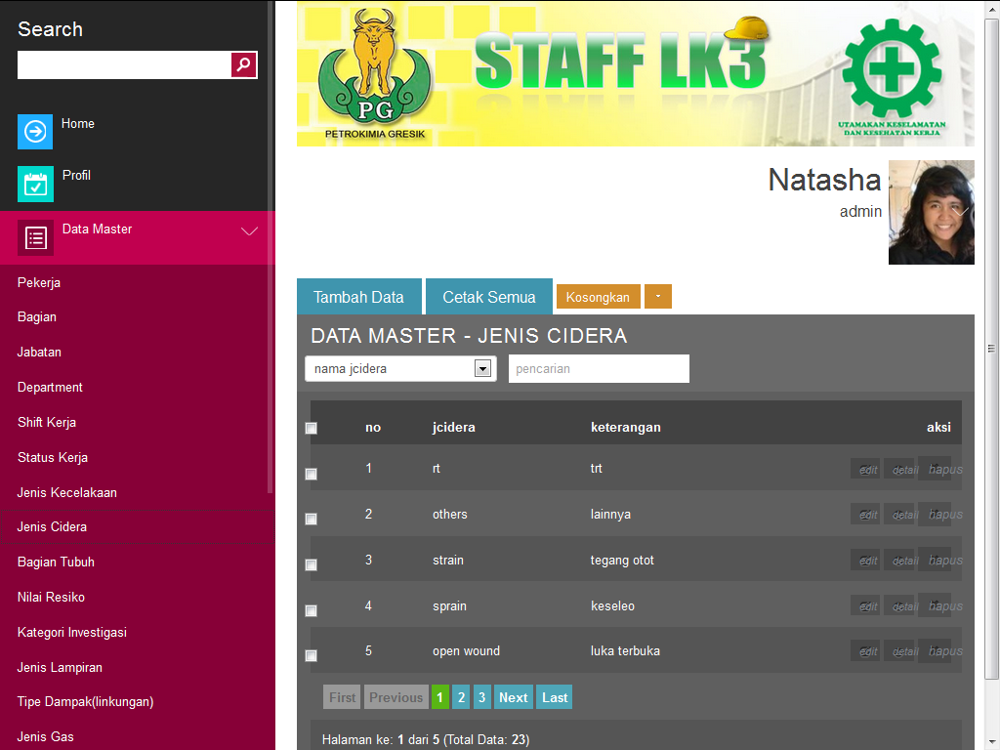 Search
Home
Profil
Data Master
Pekerja
Bagian
Jabatan
Department
Shift Kerja
Status Kerja
Jenis Kecelakaan
Jenis Cidera
Bagian Tubuh
Nilai Resiko
Kategori Investigasi
Jenis Lampiran
Tipe Dampak(linkungan)
Jenis Gas
PG
PETROKIMIA GRESIK
STAFF LK3
UTAMAKAN KESELAMATAN
DAN KESEHATAN KERJA
Natasha
admin
Tambah Data Cetak Semua Kosongkan -
DATA MASTER - JENIS CIDERA
nama jcidera pencarian
no jcidera keterangan aksi
1 rt trt edit detail hapus
2 others lainnya edit detail hapus
3 strain tegang otot edit detail hapus
4 sprain keseleo edit detail hapus
5 open wound luka terbuka edit detail hapus
First Previous 1 2 3 Next Last
Halaman ke: 1 dari 5 (Total Data: 23)